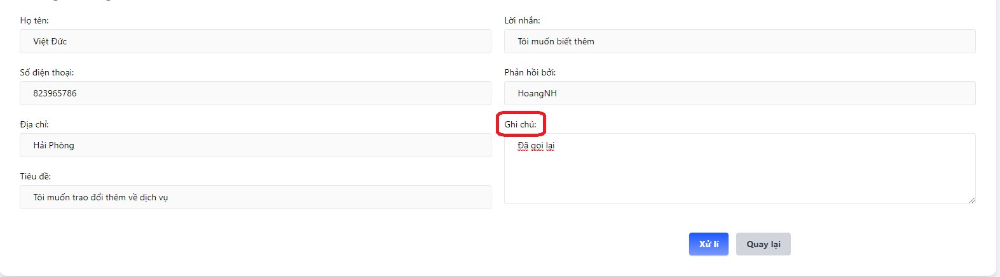 Họ tên:
Việt Đức
Số điện thoại:
823965786
Địa chỉ:
Hải Phòng
Tiêu đề:
Tôi muốn trao đổi thêm về dịch vụ
Lời nhắn:
Tôi muốn biết thêm
Phản hồi bởi:
HoangNH
Ghi chú:
Đã gọi lại
Xử lí
Quay lại